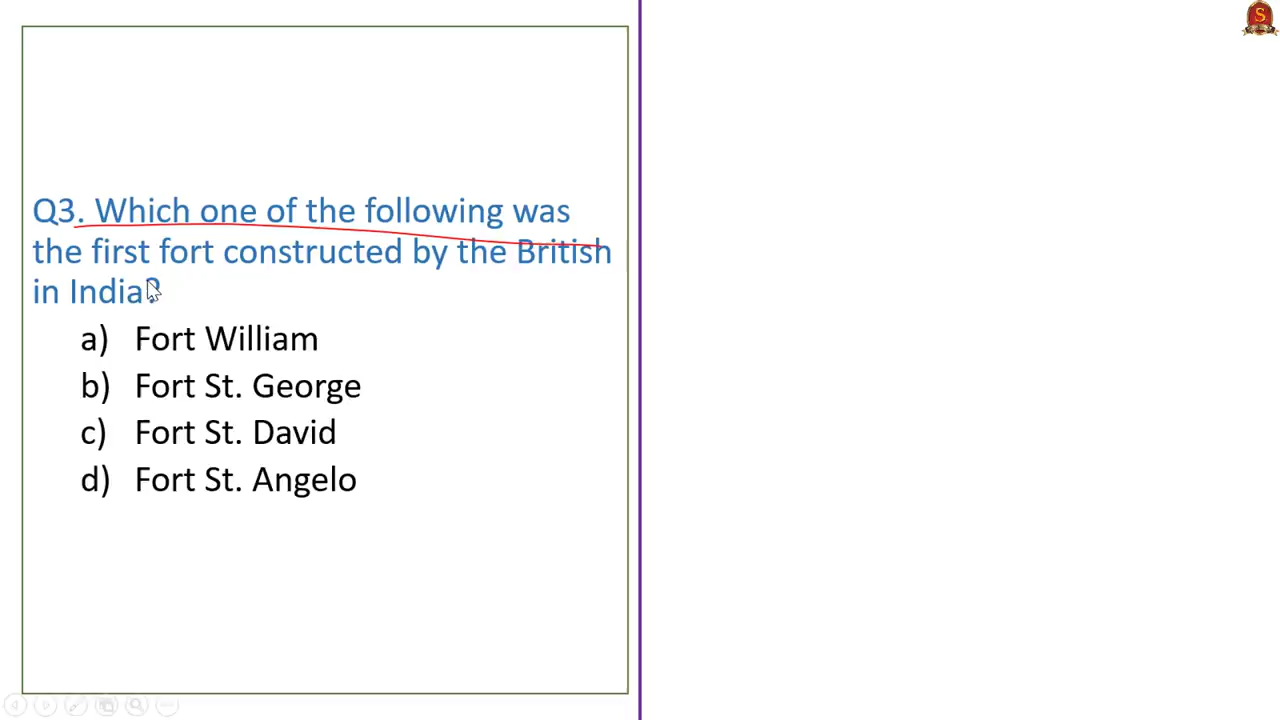 Q3. Which one of the following was
the first fort constructed by the British
in India?
a) Fort William
b) Fort St. George
c) Fort St. David
d) Fort St. Angelo
S